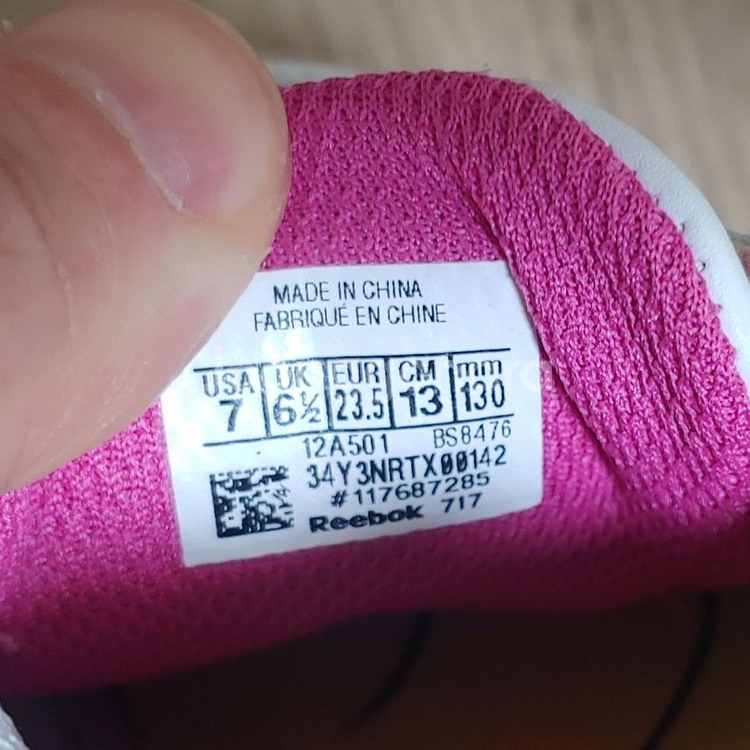 MADE IN CHINA
FABRIQUÉ EN CHINE
USA UK EUR CM mm
7 6½ 23.5 13 130
12A501 BS8476
34Y3NRTX00142
#117687285
Reebok 717